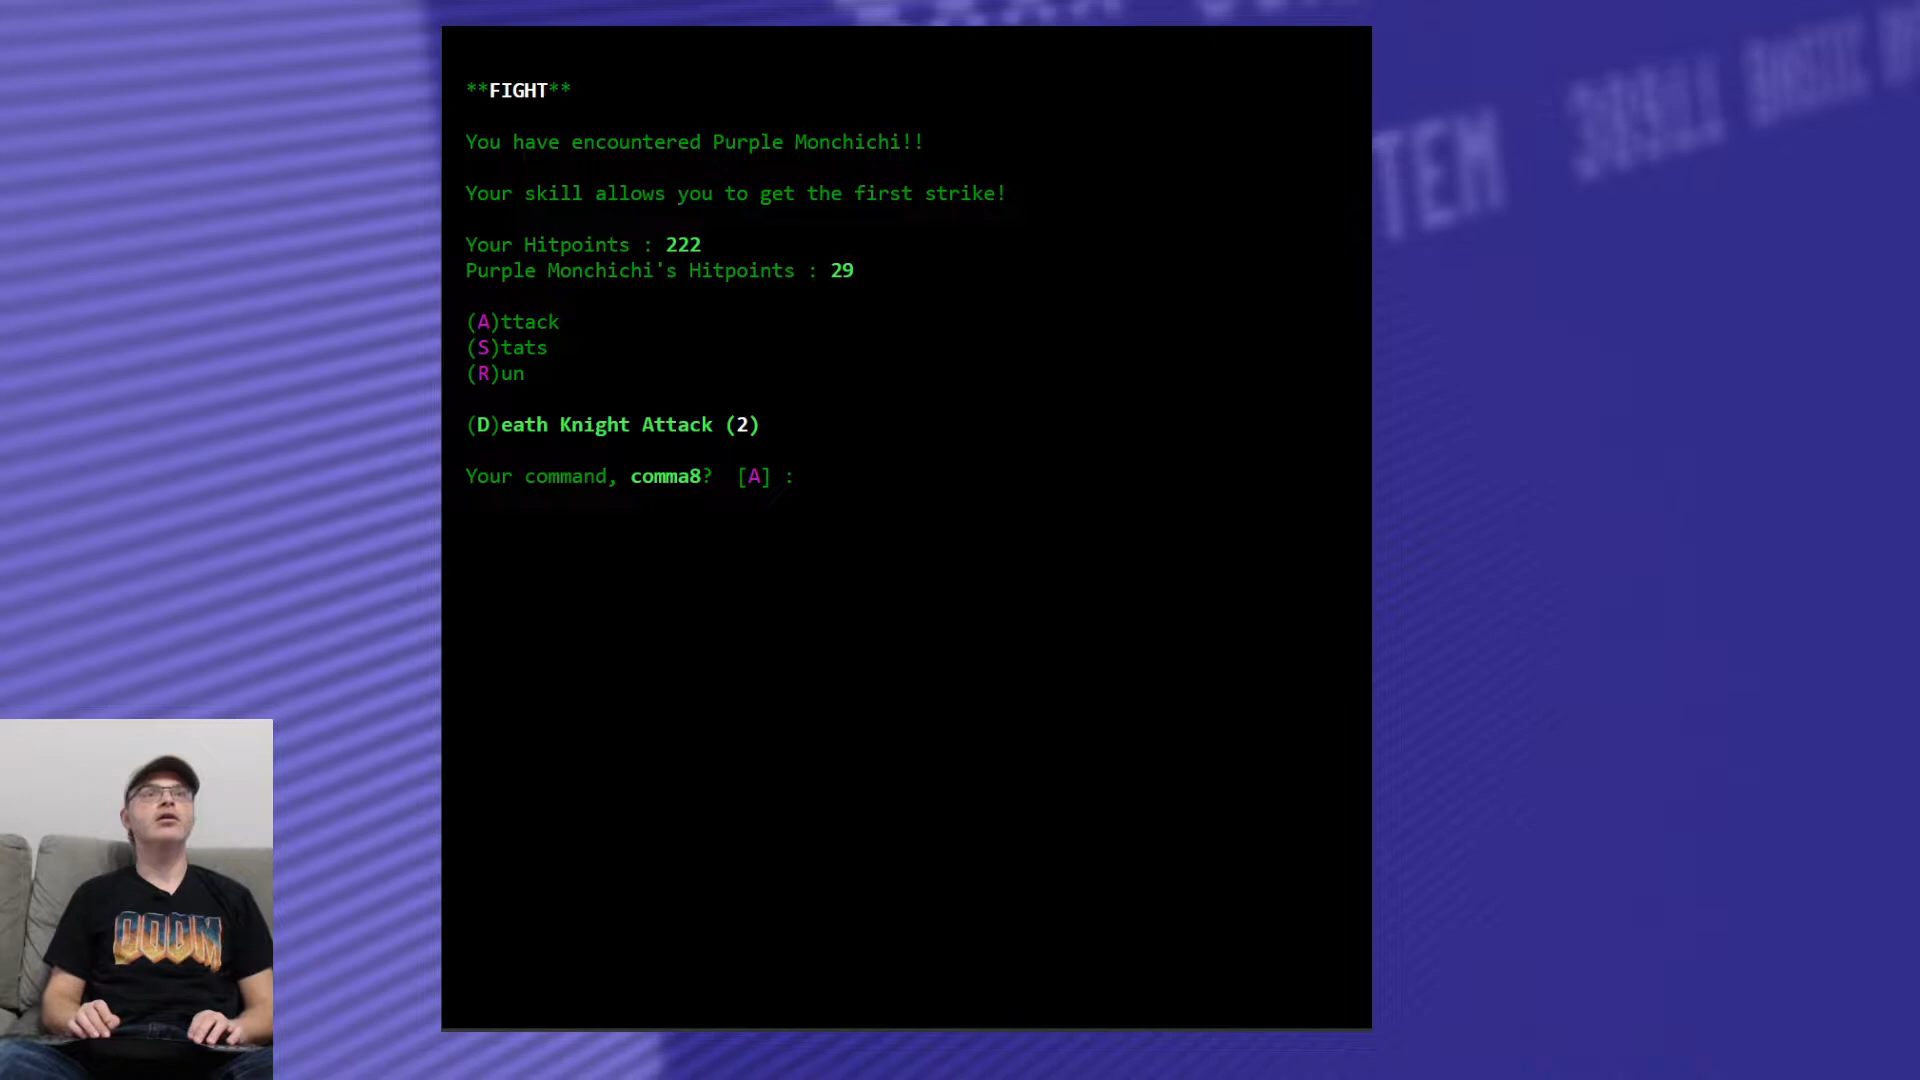 **FIGHT**
You have encountered Purple Monchichi!!
Your skill allows you to get the first strike!
Your Hitpoints : 222
Purple Monchichi's Hitpoints : 29
(A)ttack
(S)tats
(R)un
(D)eath Knight Attack (2)
Your command, comma8?  [A] :
DOOM